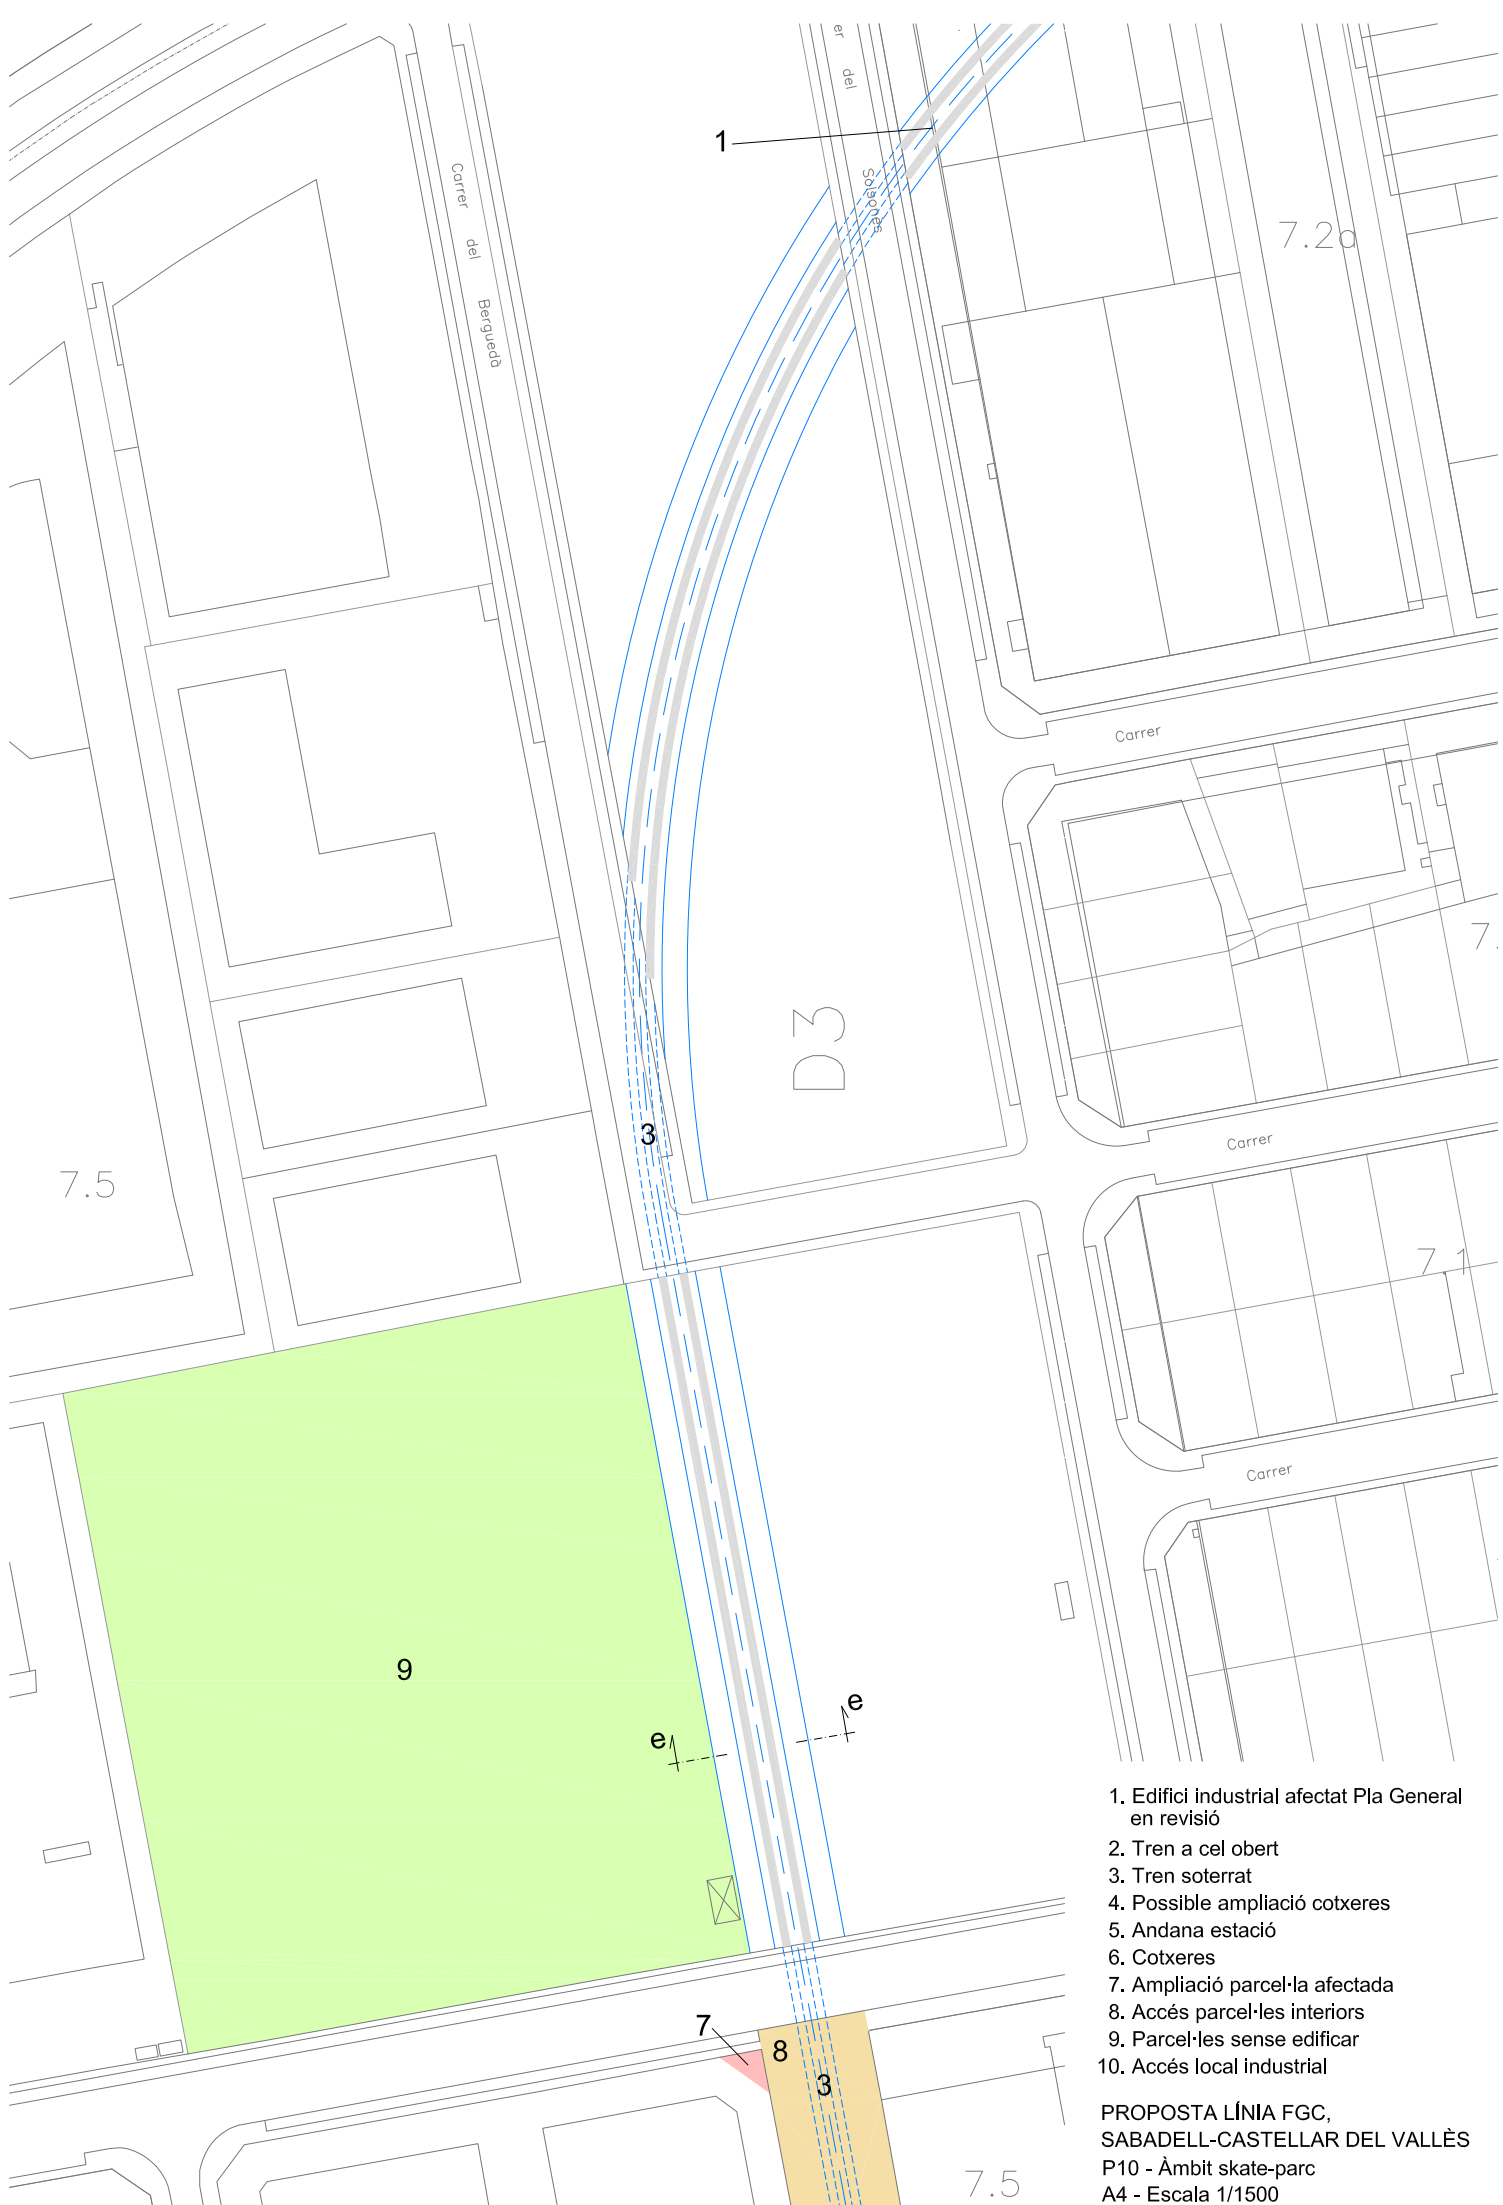 er del
1
Solsonès
Carrer del Berguedà
7.2a
Carrer
7.
D3
3
Carrer
7.5
7.1
Carrer
9
e
e
7
8
3
7.5
1. Edifici industrial afectat Pla General
en revisió
2. Tren a cel obert
3. Tren soterrat
4. Possible ampliació cotxeres
5. Andana estació
6. Cotxeres
7. Ampliació parcel·la afectada
8. Accés parcel·les interiors
9. Parcel·les sense edificar
10. Accés local industrial
PROPOSTA LÍNIA FGC,
SABADELL-CASTELLAR DEL VALLÈS
P10 - Àmbit skate-parc
A4 - Escala 1/1500